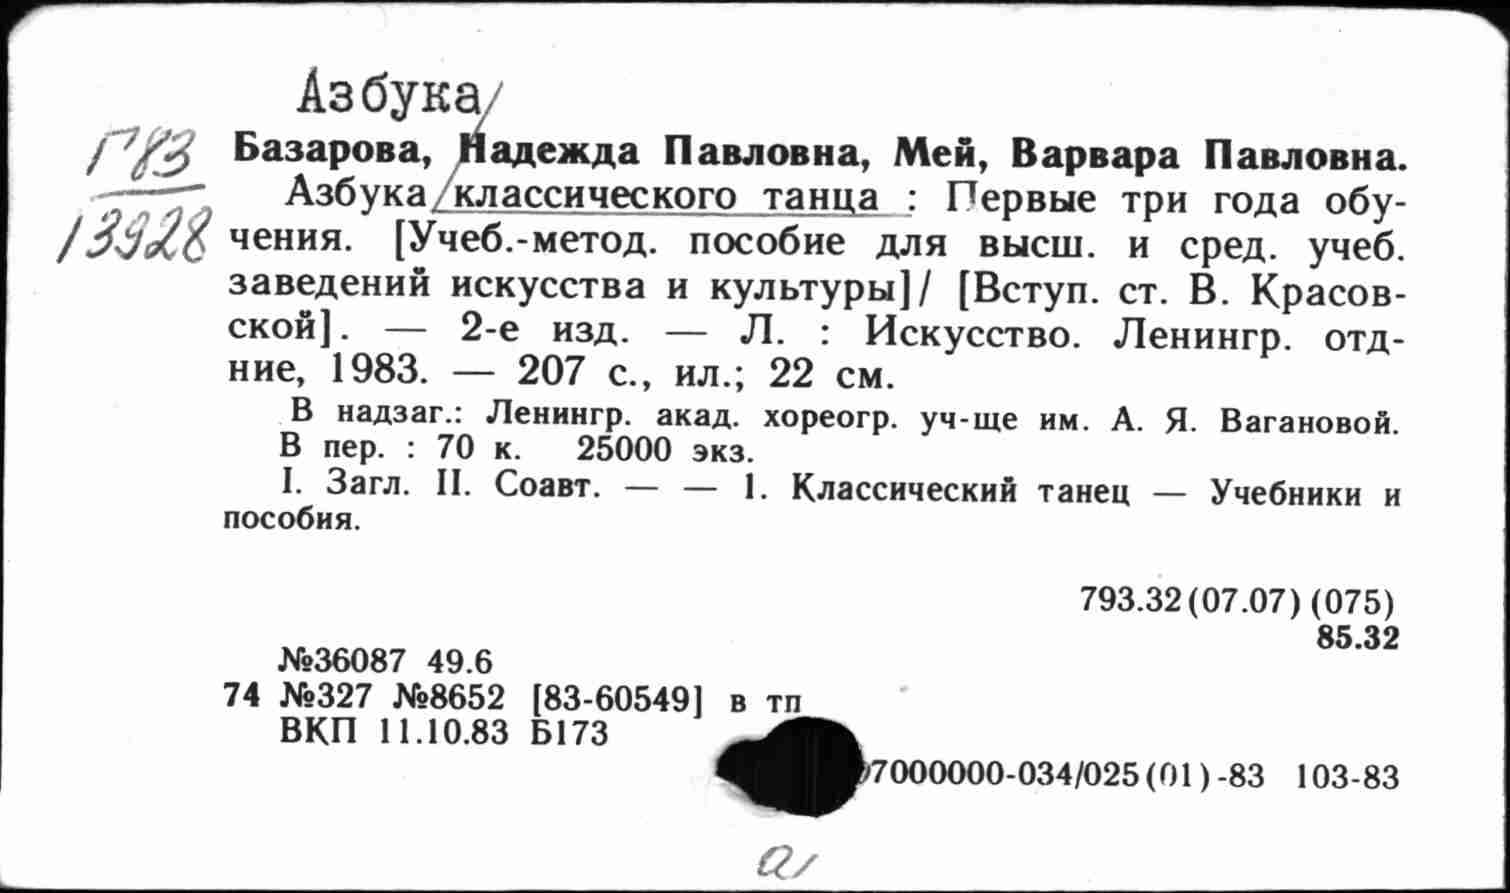 Азбука/
Г83
13928
Базарова, Надежда Павловна, Мей, Варвара Павловна.
Азбука/классического танца : Первые три года обу-
чения. [Учеб.-метод. пособие для высш. и сред. учеб.
заведений искусства и культуры]/ [Вступ. ст. В. Красов-
ской]. — 2-е изд. — Л. : Искусство. Ленингр. отд-
ние, 1983. — 207 с., ил.; 22 см.
В надзаг.: Ленингр. акад. хореогр. уч-ще им. А. Я. Вагановой.
В пер. : 70 к. 25000 экз.
I. Загл. II. Соавт. — — 1. Классический танец — Учебники и
пособия.
793.32(07.07)(075)
85.32
№36087 49.6
74 №327 №8652 [83-60549] в тп
ВКП 11.10.83 Б173
7000000-034/025(01)-83 103-83
а/